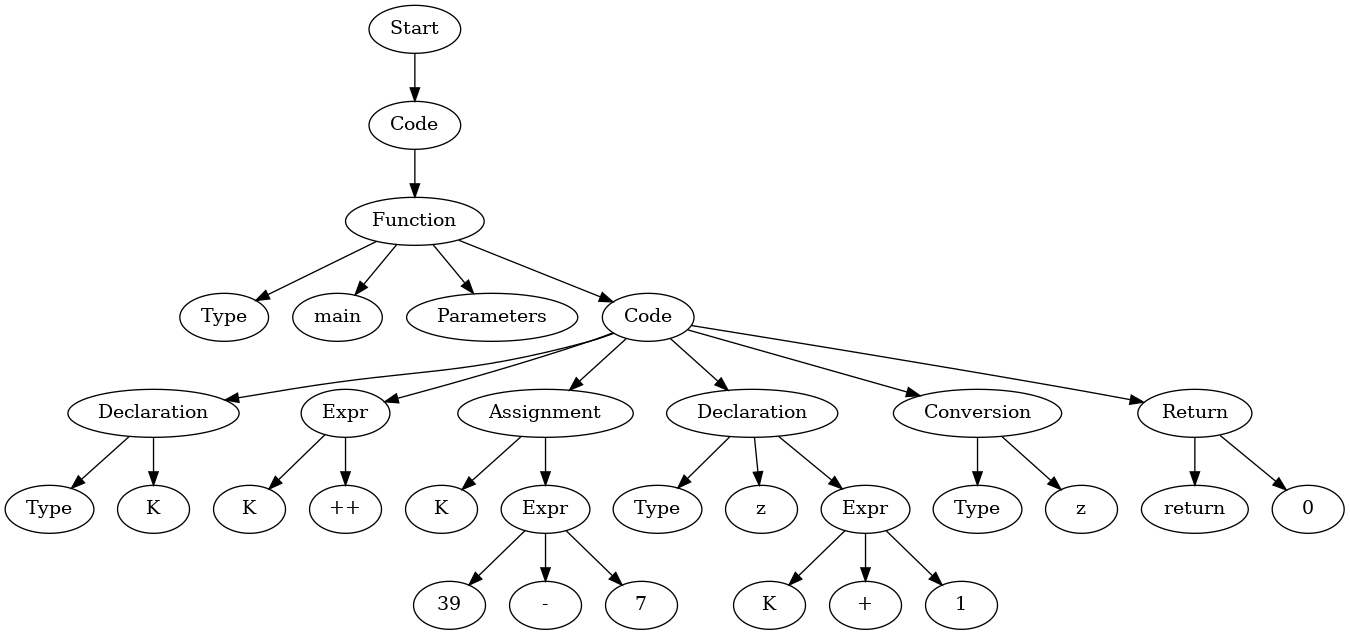 Start
Code
Function
Type main Parameters Code
Declaration Expr Assignment Declaration Conversion Return
Type K K ++ K Expr Type z Expr Type z return 0
39 - 7 K + 1